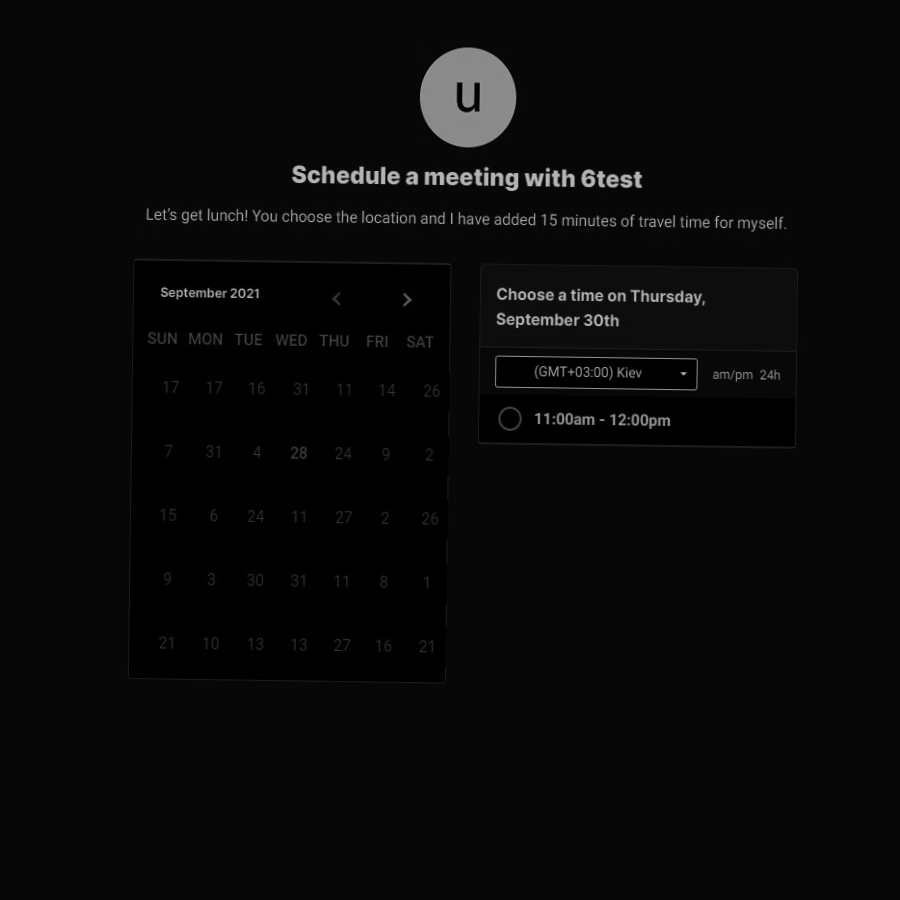 u
Schedule a meeting with 6test
Let's get lunch! You choose the location and I have added 15 minutes of travel time for myself.
September 2021
SUN MON TUE WED THU FRI SAT
17 17 16 31 11 14 26
7 31 4 28 24 9 2
15 6 24 11 27 2 26
9 3 30 31 11 8 1
21 10 13 13 27 16 21
Choose a time on Thursday,
September 30th
(GMT+03:00) Kiev am/pm 24h
11:00am - 12:00pm